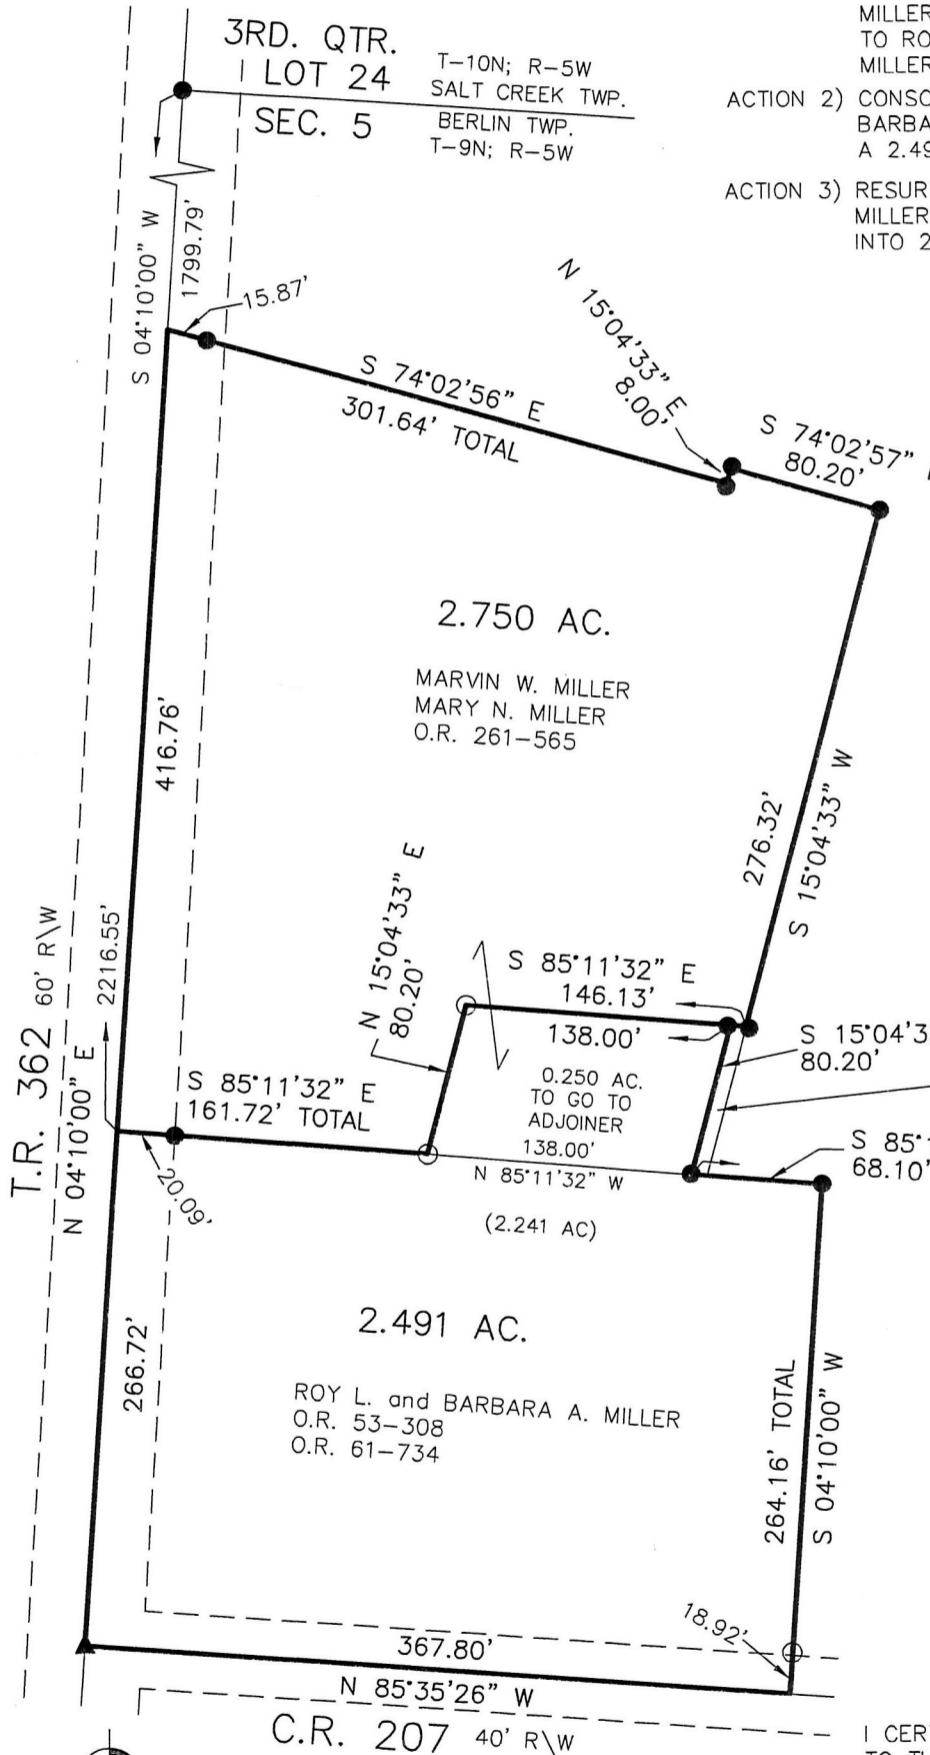 3RD. QTR.
LOT 24
SEC. 5
T-10N; R-5W
SALT CREEK TWP.
BERLIN TWP.
T-9N; R-5W
MILLER
TO RO
MILLER
ACTION 2) CONSO
BARBA
A 2.49
ACTION 3) RESUR
MILLER
INTO 2
S 04°10'00" W
1799.79'
15.87'
S 74°02'56" E
301.64' TOTAL
N 15°04'33" E
8.00'
S 74°02'57"
80.20'
2.750 AC.
MARVIN W. MILLER
MARY N. MILLER
O.R. 261-565
416.76'
276.32'
S 15°04'33" W
N 15°04'33" E
80.20'
S 85°11'32" E
146.13'
138.00'
0.250 AC.
TO GO TO
ADJOINER
138.00'
N 85°11'32" W
(2.241 AC)
S 15°04'3
80.20'
S 85°1
68.10'
T.R. 362 60' R\W
N 04°10'00" E
2216.55'
S 85°11'32" E
161.72' TOTAL
20.09'
266.72'
2.491 AC.
ROY L. and BARBARA A. MILLER
O.R. 53-308
O.R. 61-734
264.16' TOTAL
S 04°10'00" W
18.92'
367.80'
N 85°35'26" W
C.R. 207 40' R\W
I CER